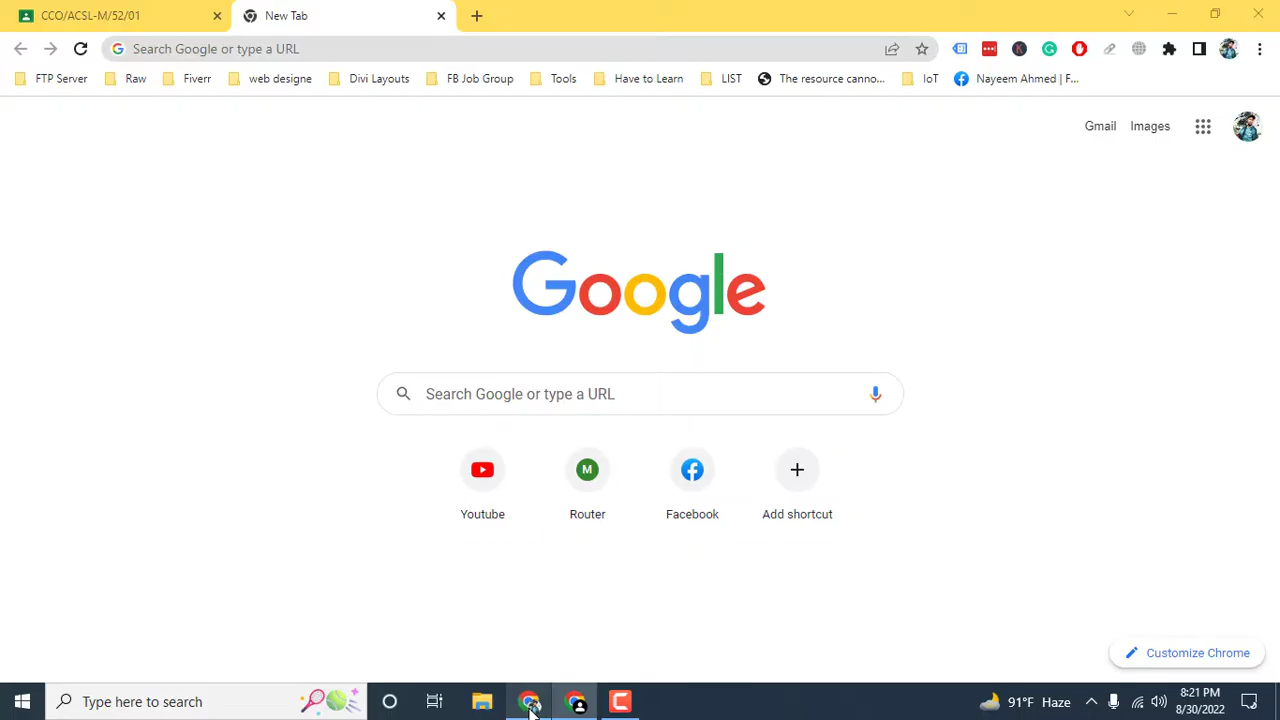 CCO/ACSL-M/52/01
New Tab
Search Google or type a URL
FTP Server
Raw
Fiverr
web designe
Divi Layouts
FB Job Group
Tools
Have to Learn
LIST
The resource canno...
IoT
Nayeem Ahmed | F...
Gmail
Images
Google
Search Google or type a URL
M
Youtube
Router
Facebook
Add shortcut
Customize Chrome
Type here to search
91°F Haze
8:21 PM
8/30/2022